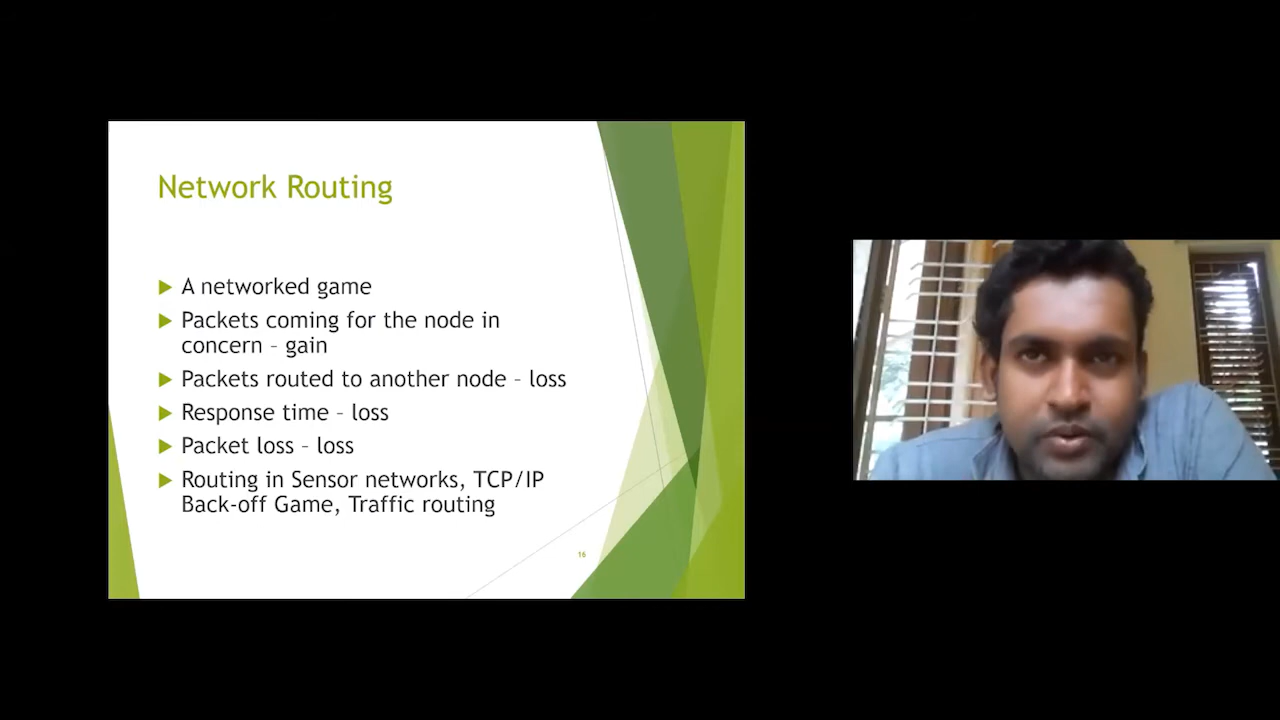 Network Routing
A networked game
Packets coming for the node in
concern – gain
Packets routed to another node – loss
Response time – loss
Packet loss – loss
Routing in Sensor networks, TCP/IP
Back-off Game, Traffic routing
16